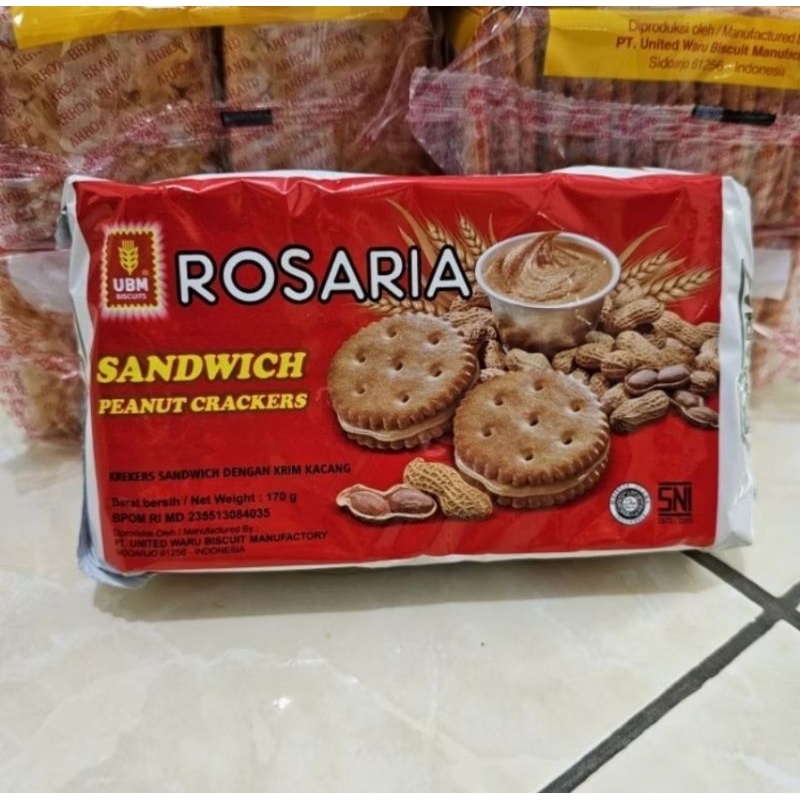 Diproduksi oleh / Manufactured
PT. United Waru Biscuit
Sidoarjo 61256 - Indonesia
ARROW BRAND
UBM
BISCUITS
ROSARIA
SANDWICH
PEANUT CRACKERS
KREKERS SANDWICH DENGAN KRIM KACANG
Berat bersih / Net Weight : 170 g
BPOM RI MD 235513084035
Diproduksi Oleh / Manufactured By :
PT. UNITED WARU BISCUIT MANUFACTORY
SIDOARJO 61256 - INDONESIA
SNI